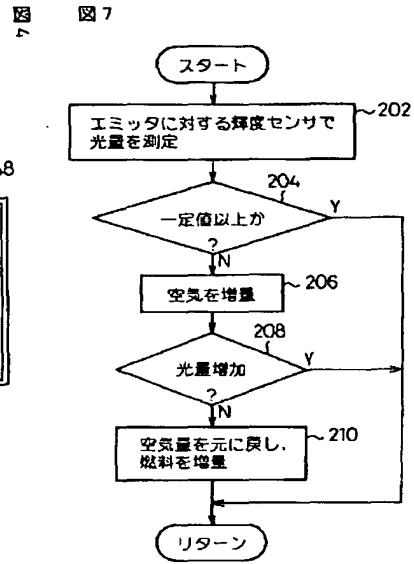 図4
図7
スタート
エミッタに対する輝度センサで
光量を測定
202
204
一定値以上か
?
Y
N
空気を増量
206
208
光量増加
?
Y
N
空気量を元に戻し、
燃料を増量
210
リターン